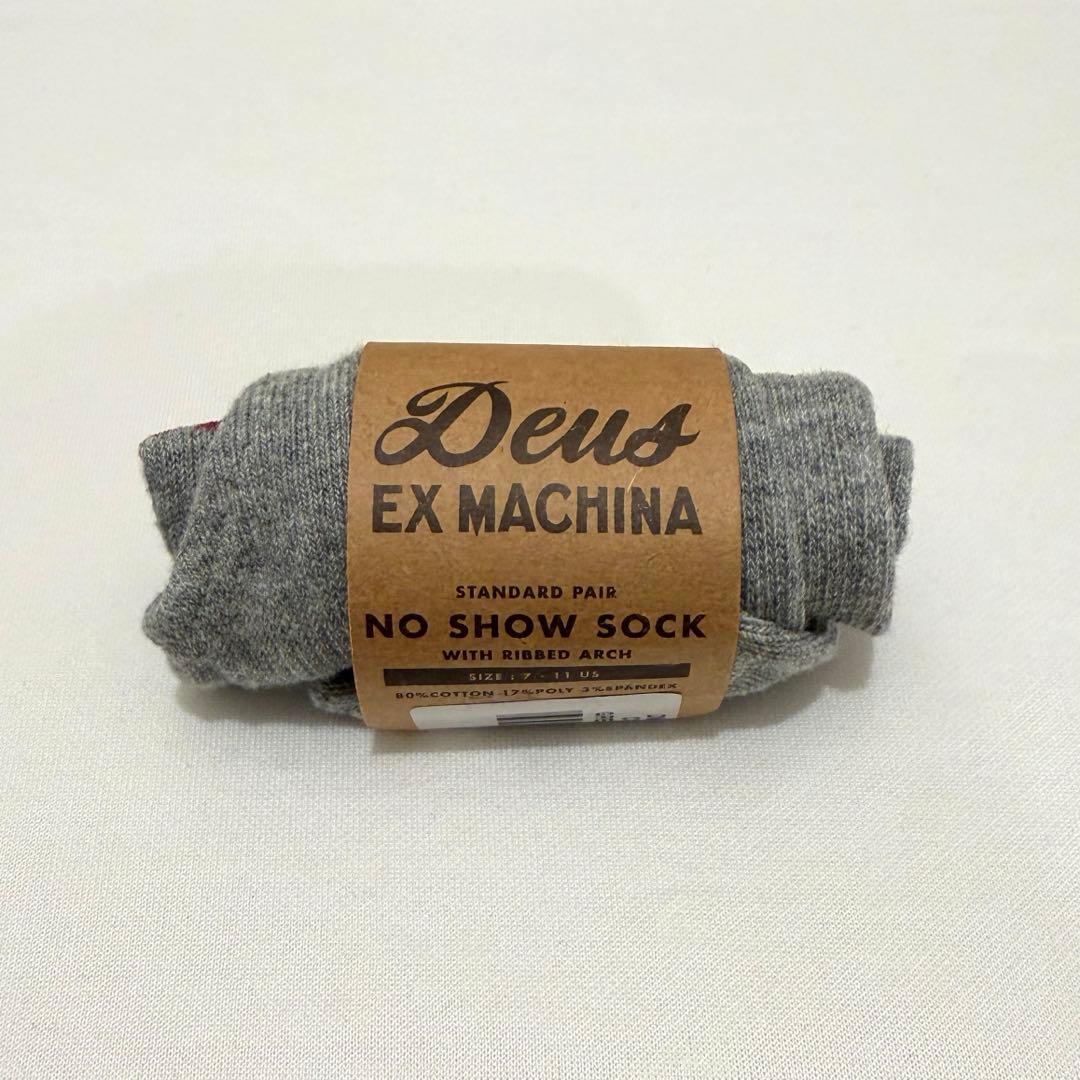 Deus
EX MACHINA
STANDARD PAIR
NO SHOW SOCK
WITH RIBBED ARCH
SIZE : 7 - 11 US
80%COTTON 17%POLY 3%SPANDEX